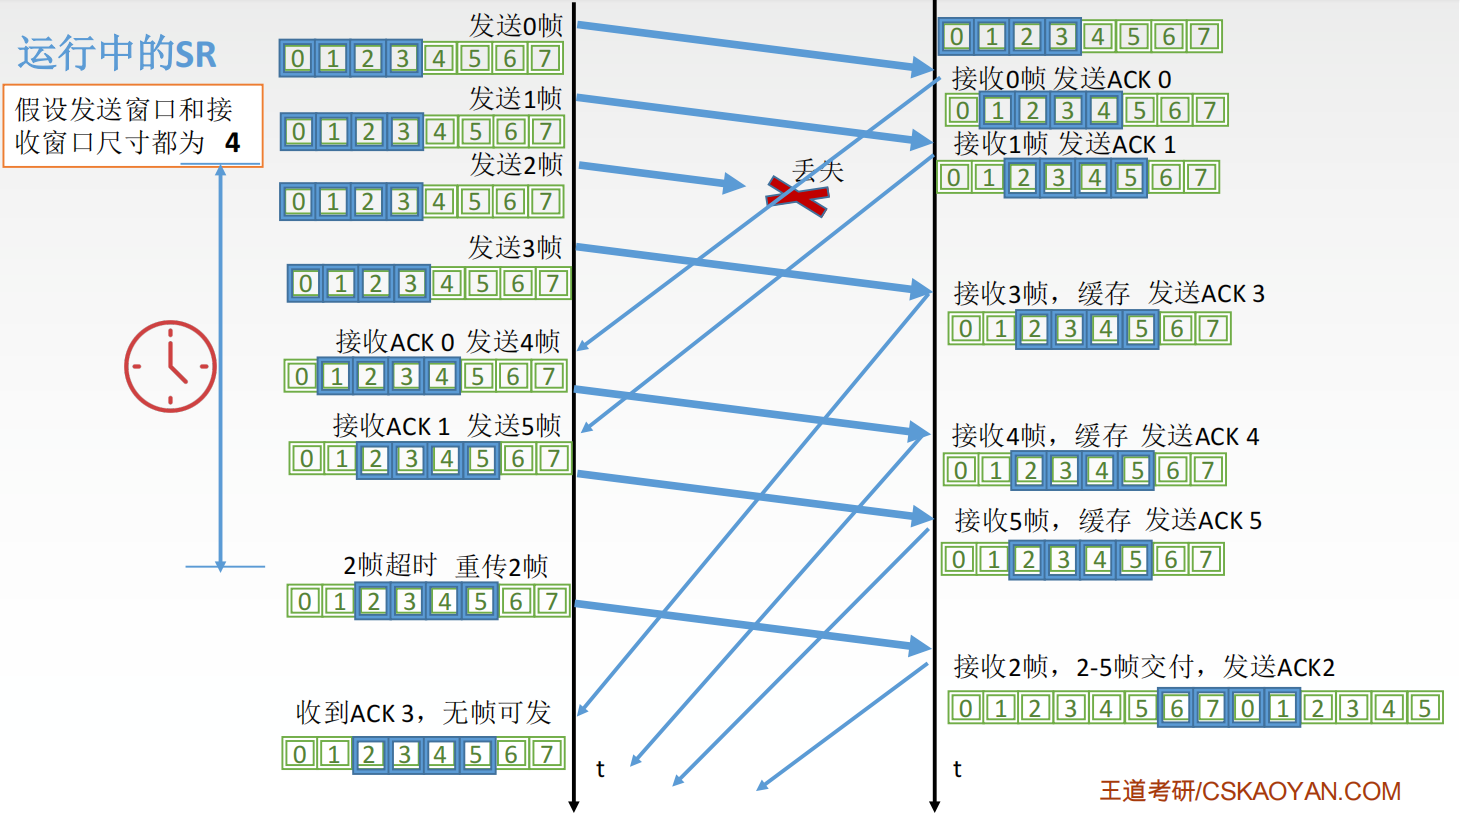 运行中的SR
假设发送窗口和接
收窗口尺寸都为 4
发送0帧
0 1 2 3 4 5 6 7
发送1帧
0 1 2 3 4 5 6 7
发送2帧
0 1 2 3 4 5 6 7
发送3帧
0 1 2 3 4 5 6 7
接收ACK 0 发送4帧
0 1 2 3 4 5 6 7
接收ACK 1 发送5帧
0 1 2 3 4 5 6 7
2帧超时 重传2帧
0 1 2 3 4 5 6 7
收到ACK 3，无帧可发
0 1 2 3 4 5 6 7
t
丢失
0 1 2 3 4 5 6 7
接收0帧 发送ACK 0
0 1 2 3 4 5 6 7
接收1帧 发送ACK 1
0 1 2 3 4 5 6 7
接收3帧，缓存 发送ACK 3
0 1 2 3 4 5 6 7
接收4帧，缓存 发送ACK 4
0 1 2 3 4 5 6 7
接收5帧，缓存 发送ACK 5
0 1 2 3 4 5 6 7
接收2帧，2-5帧交付，发送ACK2
0 1 2 3 4 5 6 7 0 1 2 3 4 5
t
王道考研/CSKAOYAN.COM